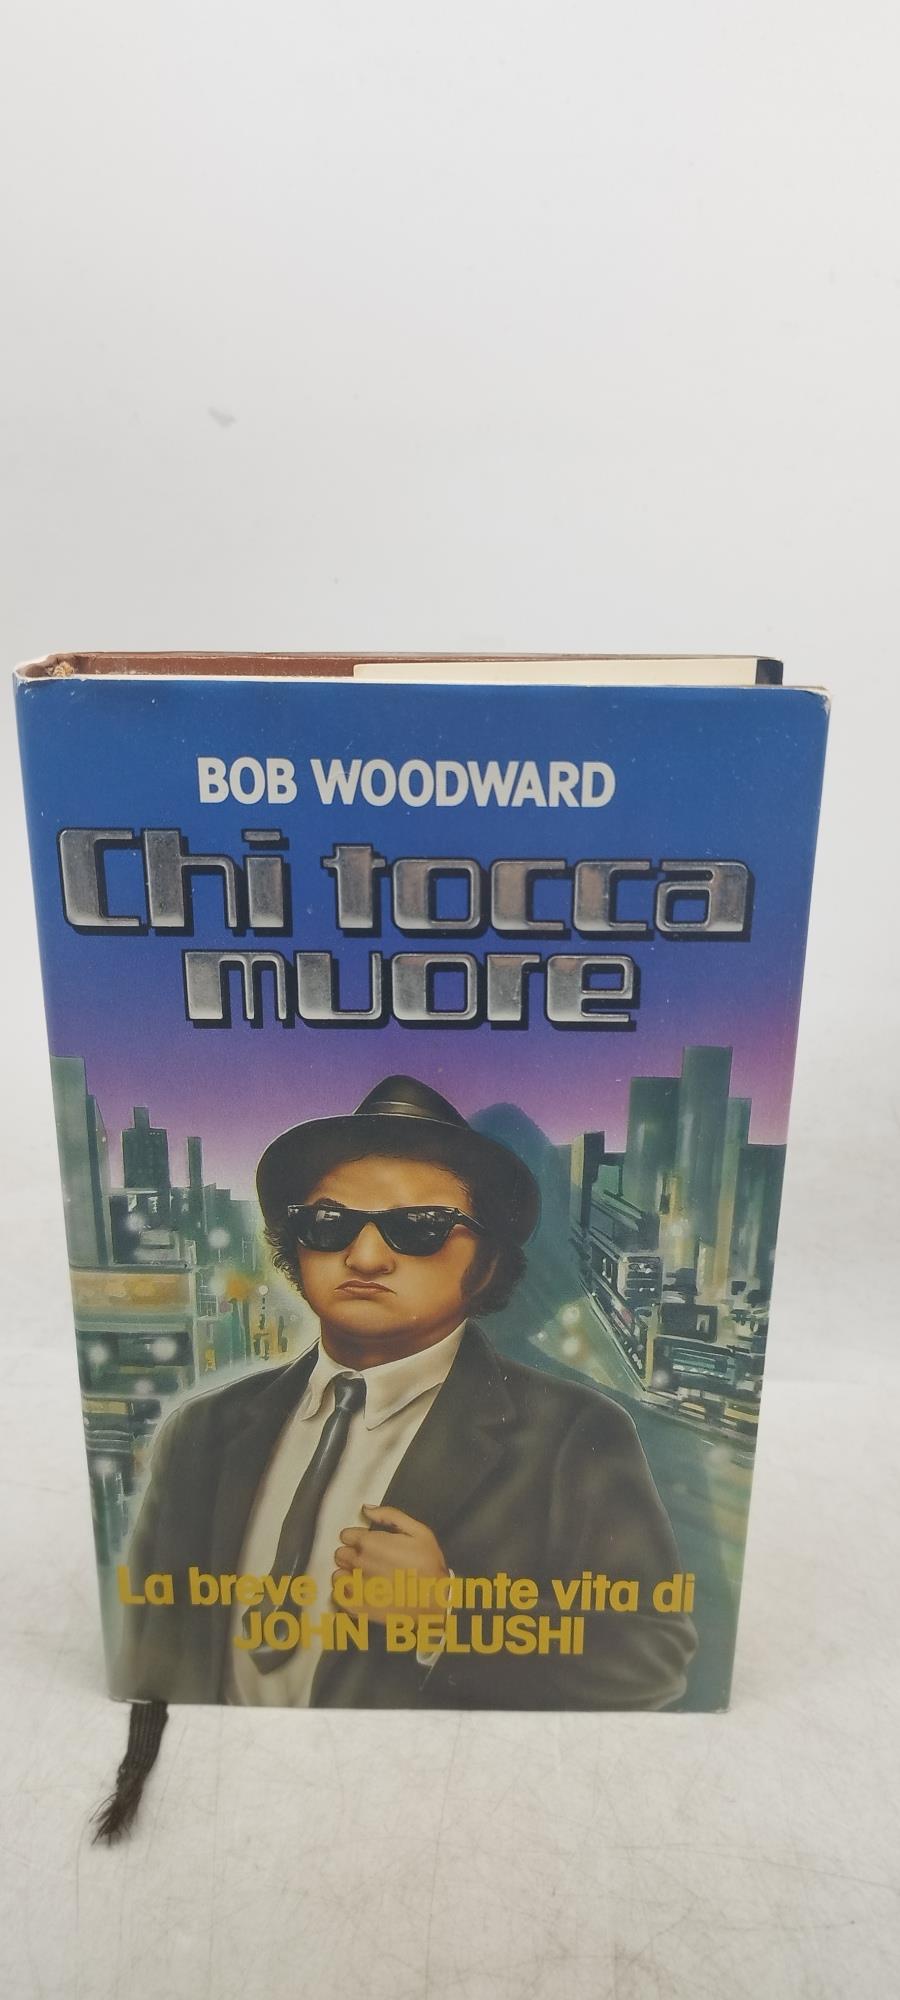 BOB WOODWARD
Chi tocca
muore
La breve delirante vita di
JOHN BELUSHI